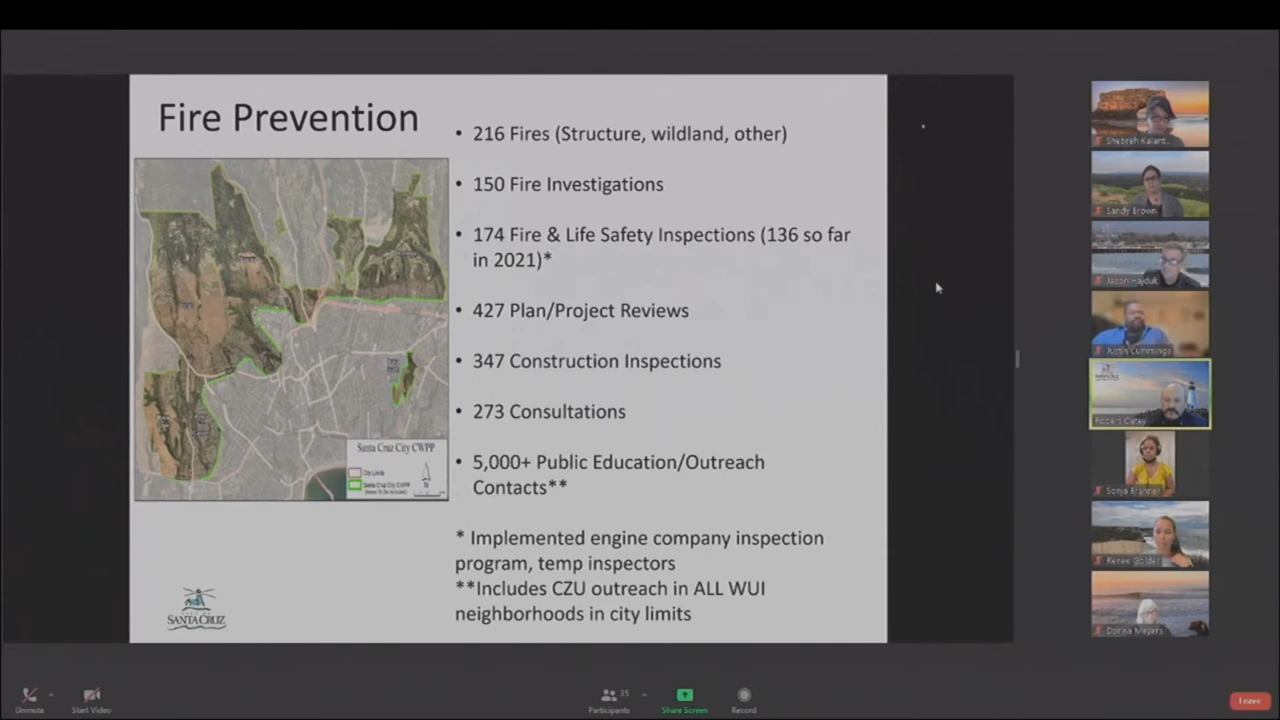 Fire Prevention
• 216 Fires (Structure, wildland, other)
• 150 Fire Investigations
• 174 Fire & Life Safety Inspections (136 so far
in 2021)*
• 427 Plan/Project Reviews
• 347 Construction Inspections
• 273 Consultations
• 5,000+ Public Education/Outreach
Contacts**
* Implemented engine company inspection
program, temp inspectors
**Includes CZU outreach in ALL WUI
neighborhoods in city limits
Santa Cruz City CWPP
City Limits
Santa Cruz City CWPP
N
SANTA CRUZ
Shebreh Kalant...
Sandy Brown
Jason Hajduk
Justin Cummings
Robert Oatey
Sonja Brunner
Renee Golder
Donna Meyers
Unmute
Start Video
35
Participants
Share Screen
Record
Leave